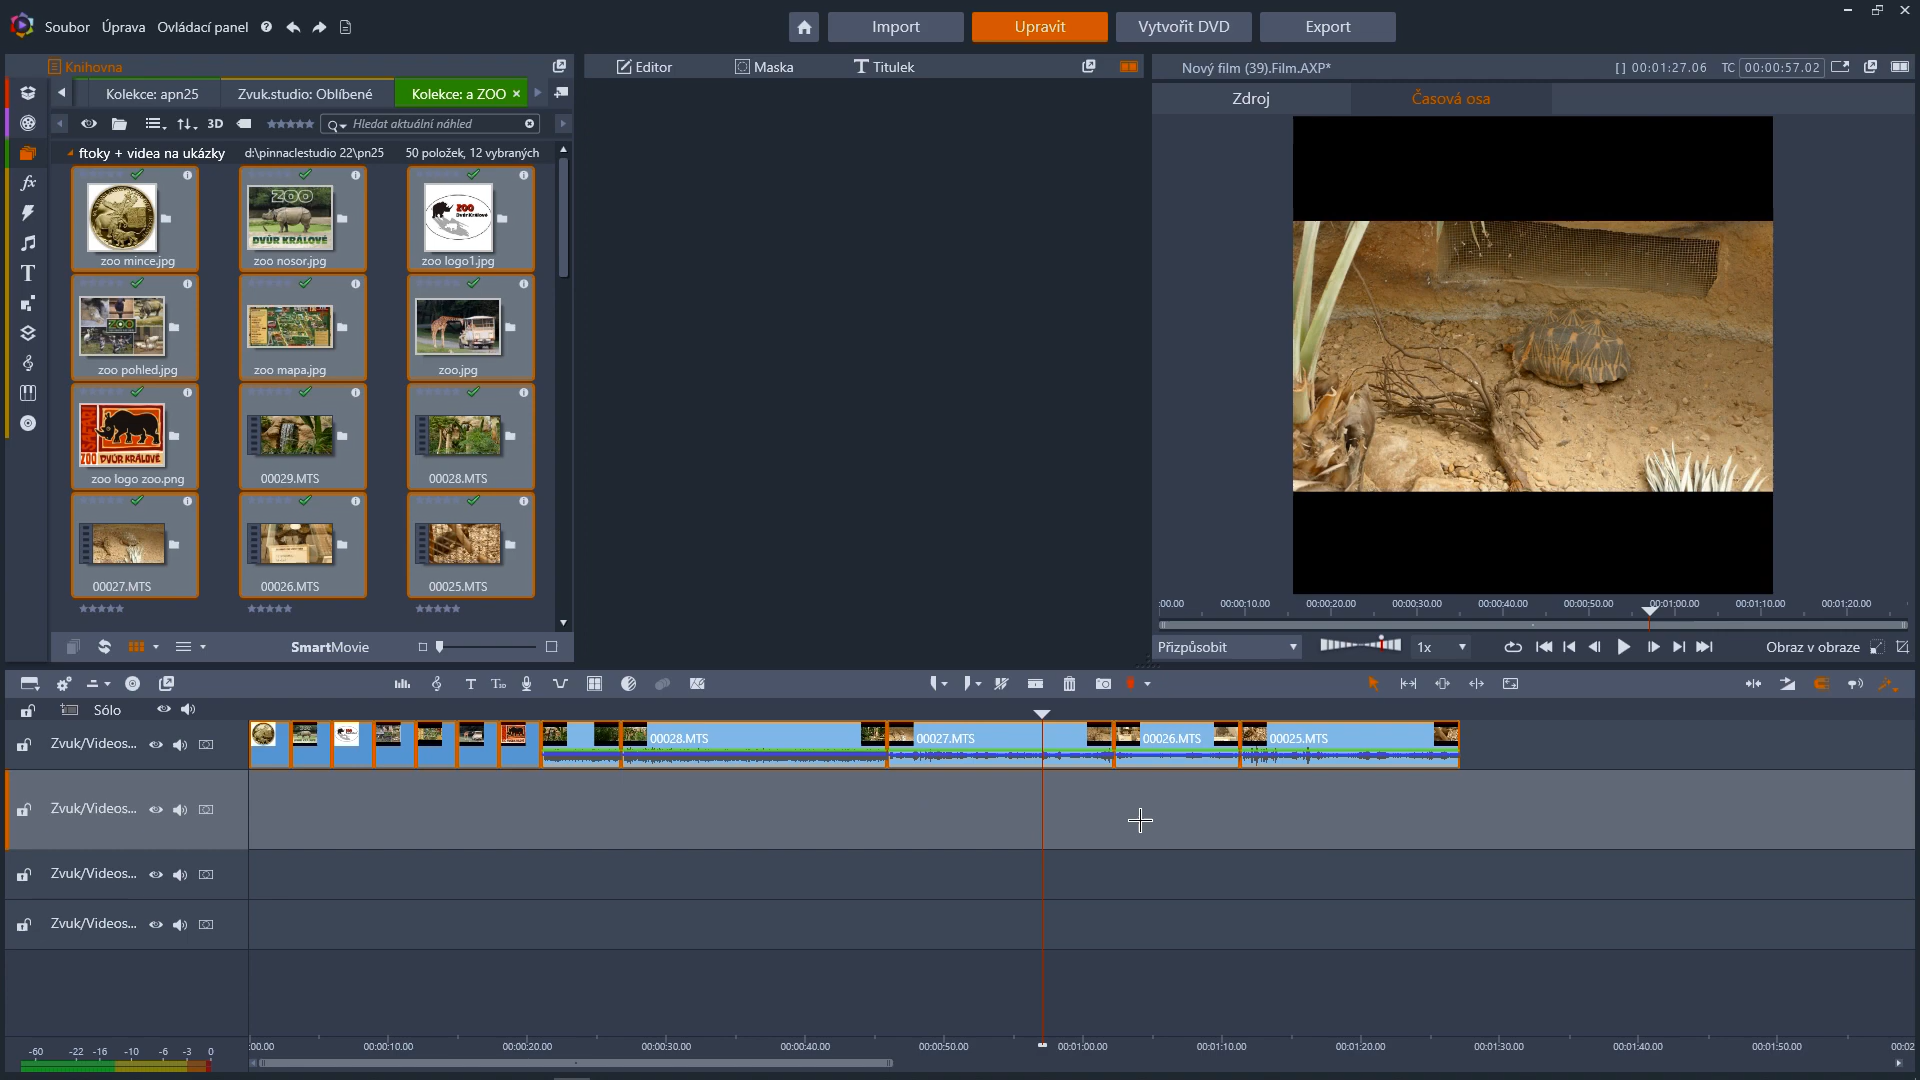 Soubor Úprava Ovládací panel
Import Upravit Vytvořit DVD Export
Knihovna
Kolekce: apn25 Zvuk.studio: Oblíbené Kolekce: a ZOO
3D Hledat aktuální náhled
ftoky + videa na ukázky d:\pinnaclestudio 22\pn25 50 položek, 12 vybraných
ZOO
DVŮR KRÁLOVÉ
ZOO
Dvůr Králové
zoo mince.jpg zoo nosor.jpg zoo logo1.jpg
ZOO
zoo pohled.jpg zoo mapa.jpg zoo.jpg
SAFARI
ZOO DVŮR KRÁLOVÉ
zoo logo zoo.png 00029.MTS 00028.MTS
00027.MTS 00026.MTS 00025.MTS
SmartMovie
Editor Maska Titulek
Nový film (39).Film.AXP* [ ] 00:01:27.06 TC 00:00:57.02
Zdroj Časová osa
:00.00 00:00:10.00 00:00:20.00 00:00:30.00 00:00:40.00 00:00:50.00 00:01:00.00 00:01:10.00 00:01:20.00
Přizpůsobit 1x Obraz v obraze
Sólo
Zvuk/Videos... 00028.MTS 00027.MTS 00026.MTS 00025.MTS
Zvuk/Videos...
Zvuk/Videos...
Zvuk/Videos...
:00.00 00:00:10.00 00:00:20.00 00:00:30.00 00:00:40.00 00:00:50.00 00:01:00.00 00:01:10.00 00:01:20.00 00:01:30.00 00:01:40.00 00:01:50.00 00:02
-60 -22 -16 -10 -6 -3 0